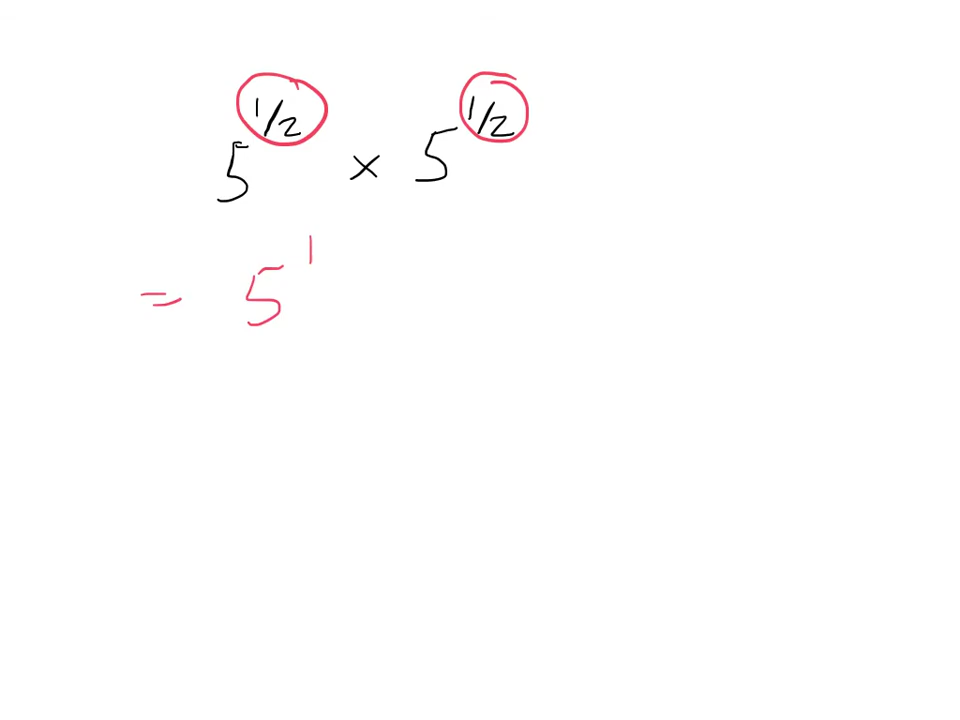 5^{1/2} × 5^{1/2}
= 5^{1}